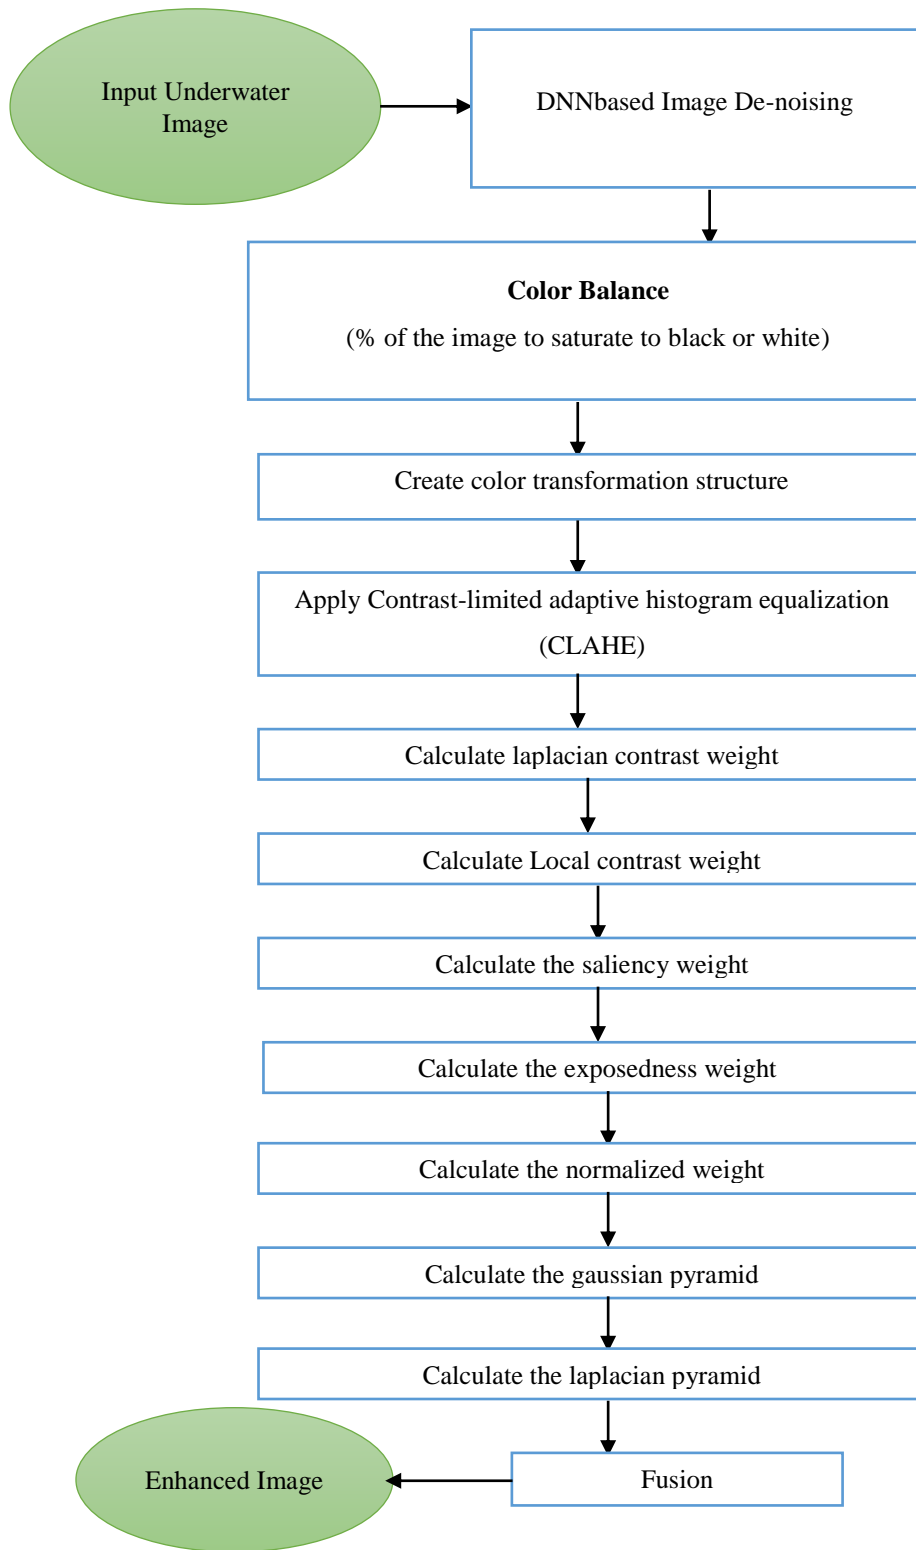 Input Underwater
Image
DNNbased Image De-noising
Color Balance
(% of the image to saturate to black or white)
Create color transformation structure
Apply Contrast-limited adaptive histogram equalization
(CLAHE)
Calculate laplacian contrast weight
Calculate Local contrast weight
Calculate the saliency weight
Calculate the exposedness weight
Calculate the normalized weight
Calculate the gaussian pyramid
Calculate the laplacian pyramid
Enhanced Image
Fusion